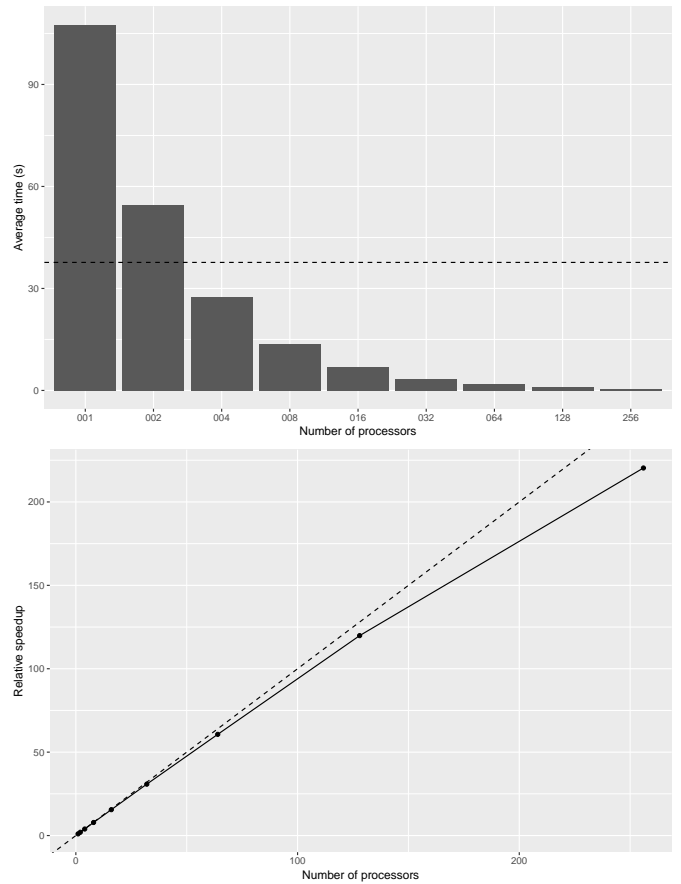 90
60
30
0
Average time (s)
001 002 004 008 016 032 064 128 256
Number of processors
200
150
100
50
0
Relative speedup
0 100 200
Number of processors